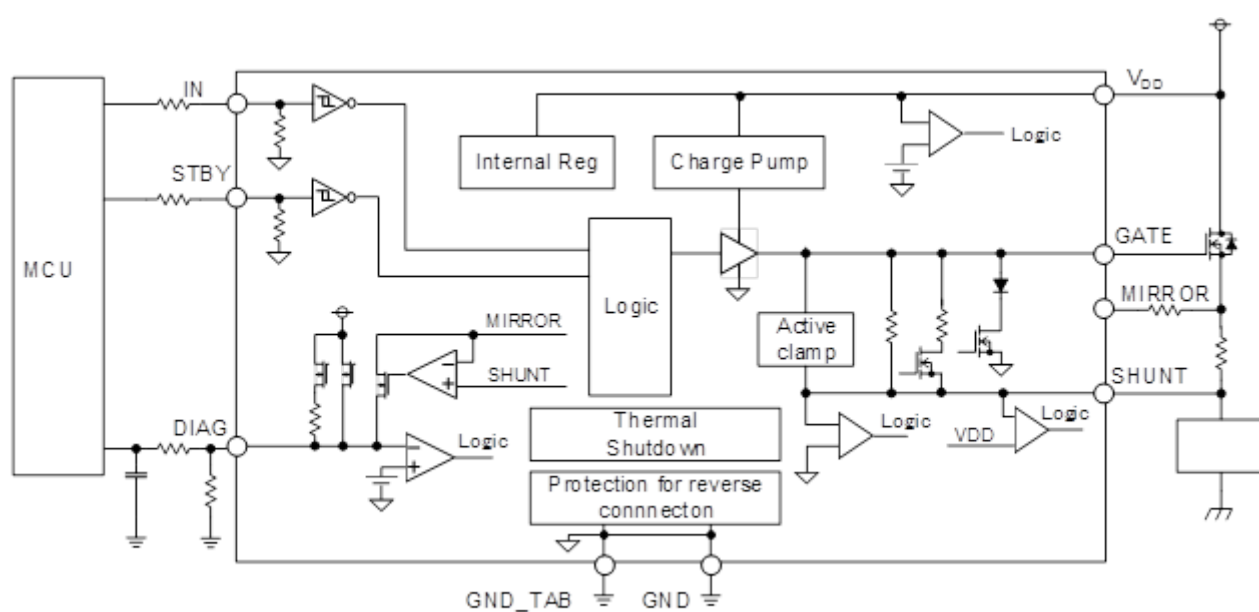 IN
V_DD
Internal Reg
Charge Pump
Logic
STBY
MCU
GATE
Logic
MIRROR
MIRROR
Active
clamp
SHUNT
SHUNT
DIAG
Logic
Thermal
Shutdown
Logic
Logic
VDD
Protection for reverse
connnecton
GND_TAB
GND